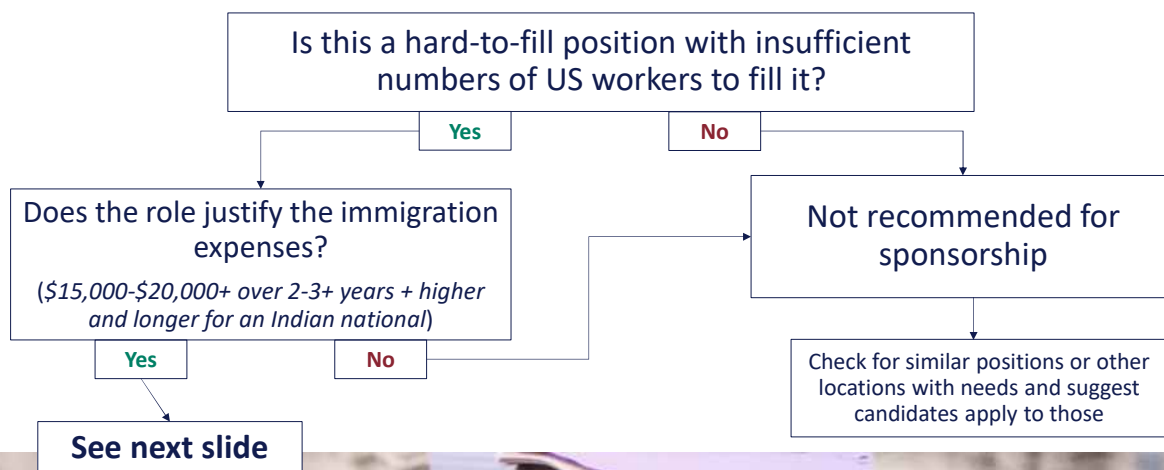 Is this a hard-to-fill position with insufficient
numbers of US workers to fill it?
Yes
No
Does the role justify the immigration
expenses?
($15,000-$20,000+ over 2-3+ years + higher
and longer for an Indian national)
Yes
No
See next slide
Not recommended for
sponsorship
Check for similar positions or other
locations with needs and suggest
candidates apply to those